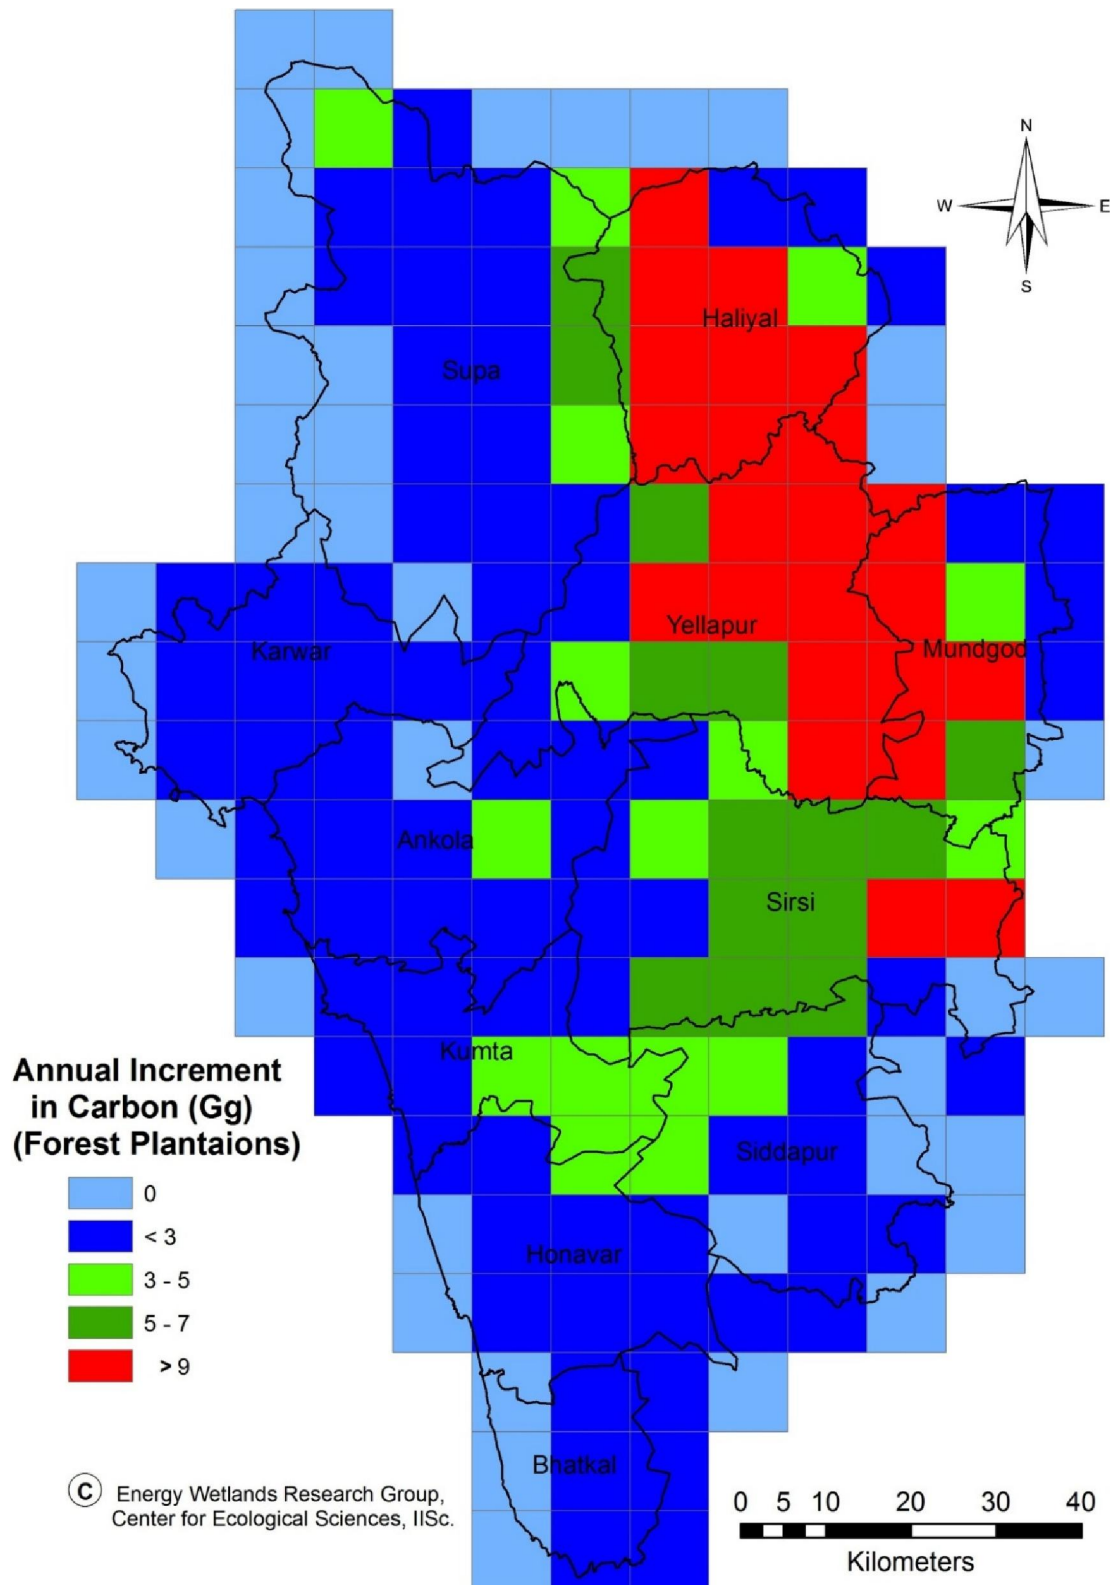 N
W E
S
Haliyal
Supa
Yellapur
Mundgod
Karwar
Ankola
Sirsi
Kumta
Siddapur
Honavar
Bhatkal
Annual Increment
in Carbon (Gg)
(Forest Plantaions)
0
< 3
3 - 5
5 - 7
> 9
C Energy Wetlands Research Group,
Center for Ecological Sciences, IISc.
0 5 10 20 30 40
Kilometers